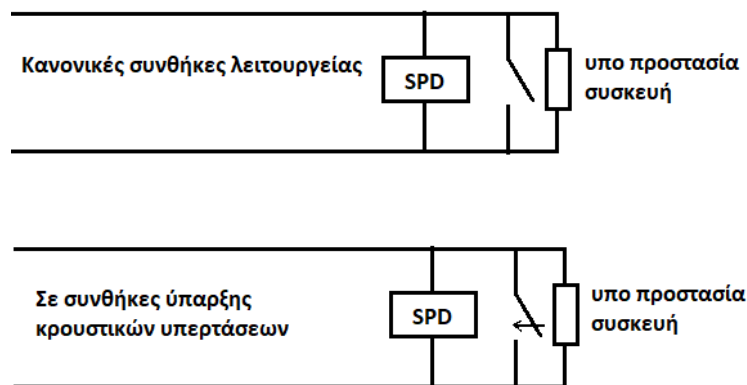 Κανονικές συνθήκες λειτουργείας
SPD
υπο προστασία
συσκευή
Σε συνθήκες ύπαρξης
κρουστικών υπερτάσεων
SPD
υπο προστασία
συσκευή